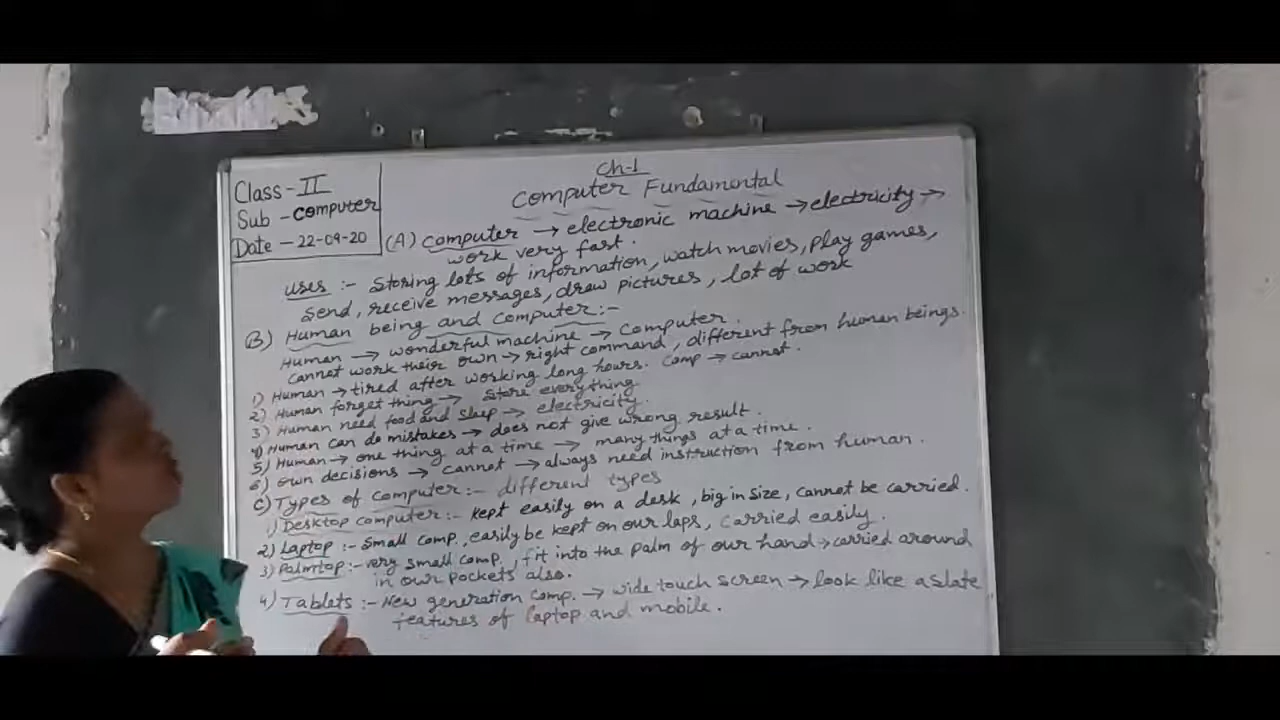 Class - II
Sub - Computer
Date - 22-09-20
Ch-1
Computer Fundamental
(A) Computer → electronic machine → electricity →
work very fast.
uses :- Storing lots of information, watch movies, play games,
send, receive messages, draw pictures, lot of work
(B) Human being and computer:-
Human → wonderful machine → Computer.
cannot work their own → right command, different from human beings.
1) Human → tired after working long hours. Comp → cannot.
2) Human forget thing → Store everything.
3) Human need food and sleep → electricity.
4) Human can do mistakes → does not give wrong result.
5) Human → one thing at a time → many things at a time.
6) own decisions → cannot → always need instruction from human.
C) Types of computer:- different types
1) Desktop computer:- kept easily on a desk, big in size, cannot be carried.
2) Laptop :- Small comp., easily be kept on our laps, carried easily.
3) Palmtop :- very small comp., fit into the palm of our hand → carried around
in our pockets also.
4) Tablets :- New generation comp. → wide touch screen → look like a slate
features of laptop and mobile.